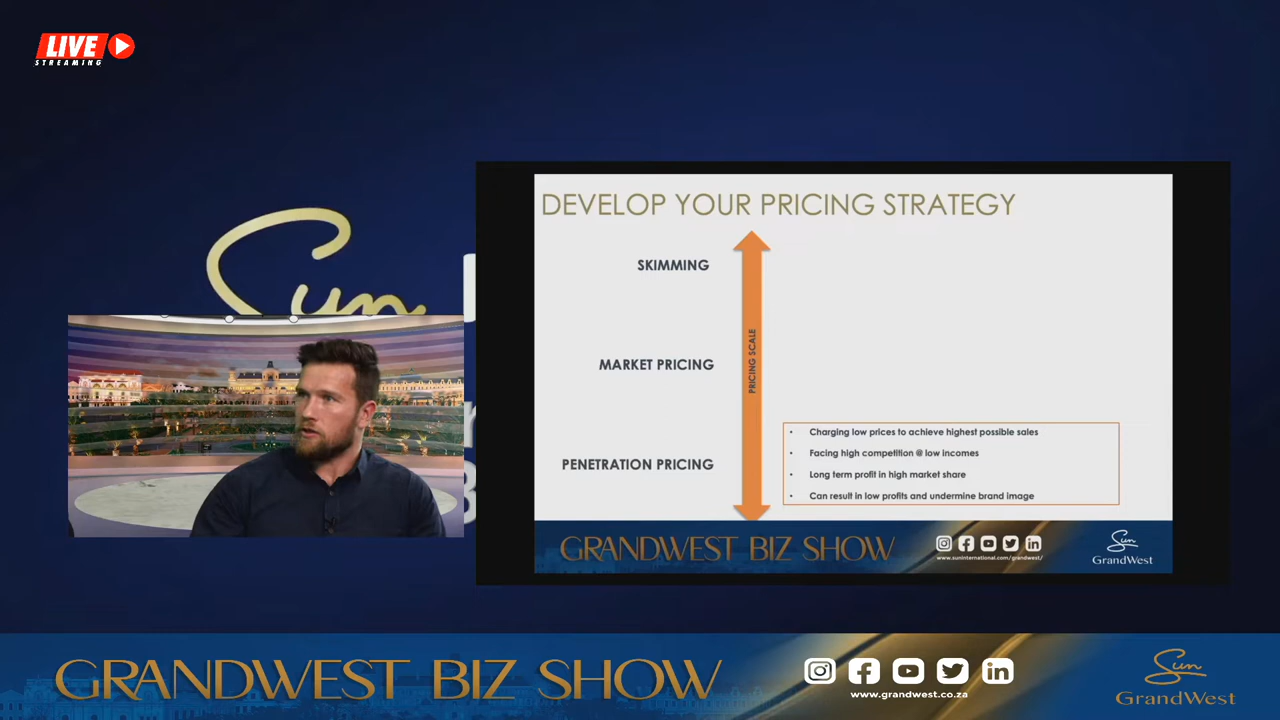 LIVE
STREAMING
Sun
DEVELOP YOUR PRICING STRATEGY
SKIMMING
MARKET PRICING
PRICING SCALE
PENETRATION PRICING
• Charging low prices to achieve highest possible sales
• Facing high competition @ low incomes
• Long term profit in high market share
• Can result in low profits and undermine brand image
GRANDWEST BIZ SHOW
www.suninternational.com/grandwest/
Sun
GrandWest
GRANDWEST BIZ SHOW
www.grandwest.co.za
Sun
GrandWest